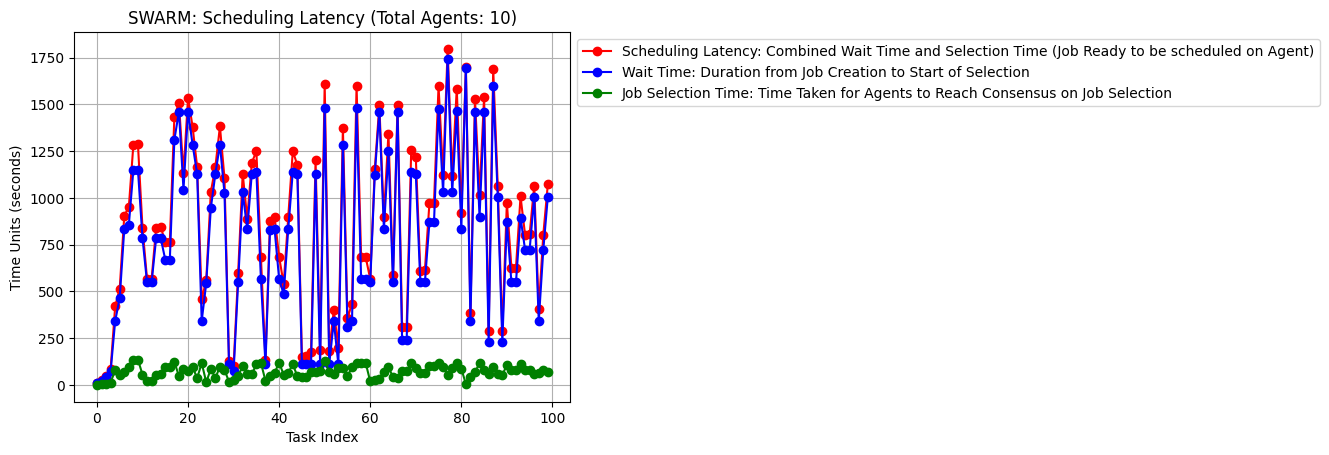 SWARM: Scheduling Latency (Total Agents: 10)
Scheduling Latency: Combined Wait Time and Selection Time (Job Ready to be scheduled on Agent)
Wait Time: Duration from Job Creation to Start of Selection
Job Selection Time: Time Taken for Agents to Reach Consensus on Job Selection
Time Units (seconds)
1750
1500
1250
1000
750
500
250
0
0 20 40 60 80 100
Task Index